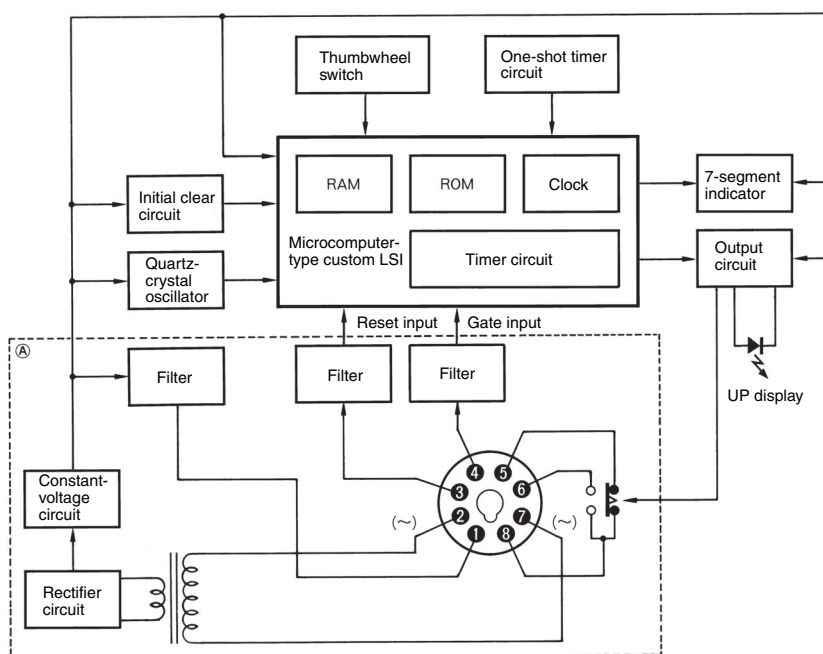 Thumbwheel
switch
One-shot timer
circuit
RAM
ROM
Clock
7-segment
indicator
Initial clear
circuit
Microcomputer-
type custom LSI
Timer circuit
Output
circuit
Quartz-
crystal
oscillator
Reset input
Gate input
Ⓐ
Filter
Filter
Filter
UP display
4
5
3
6
Constant-
voltage
circuit
(~)
2
7
(~)
1
8
Rectifier
circuit